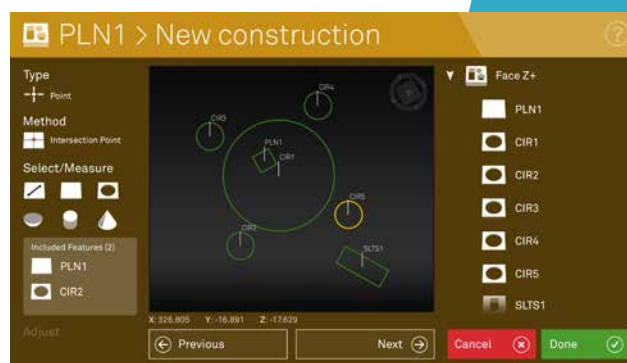 PLN1 > New construction
?
Type
Point
Method
Intersection Point
Select/Measure
Included Features (2)
PLN1
CIR2
Adjust
CIR4
CIR3
PLN1
CIR1
CIR5
CIR2
SLTS1
X: 326.805 Y: -16.891 Z: -17.629
Previous
Next
Face Z+
PLN1
CIR1
CIR2
CIR3
CIR4
CIR5
SLTS1
Cancel
Done